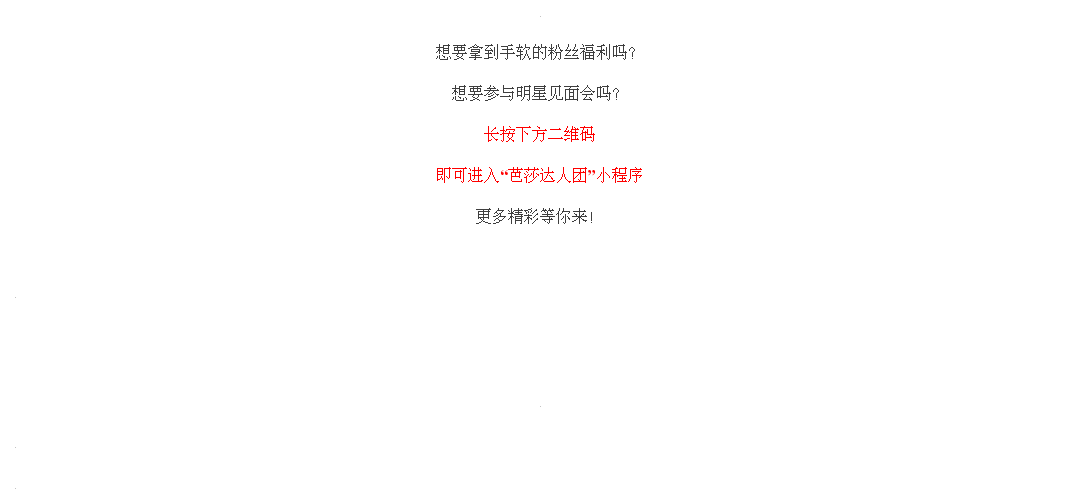 想要拿到手软的粉丝福利吗?
想要参与明星见面会吗?
长按下方二维码
即可进入“芭莎达人团”小程序
更多精彩等你来!